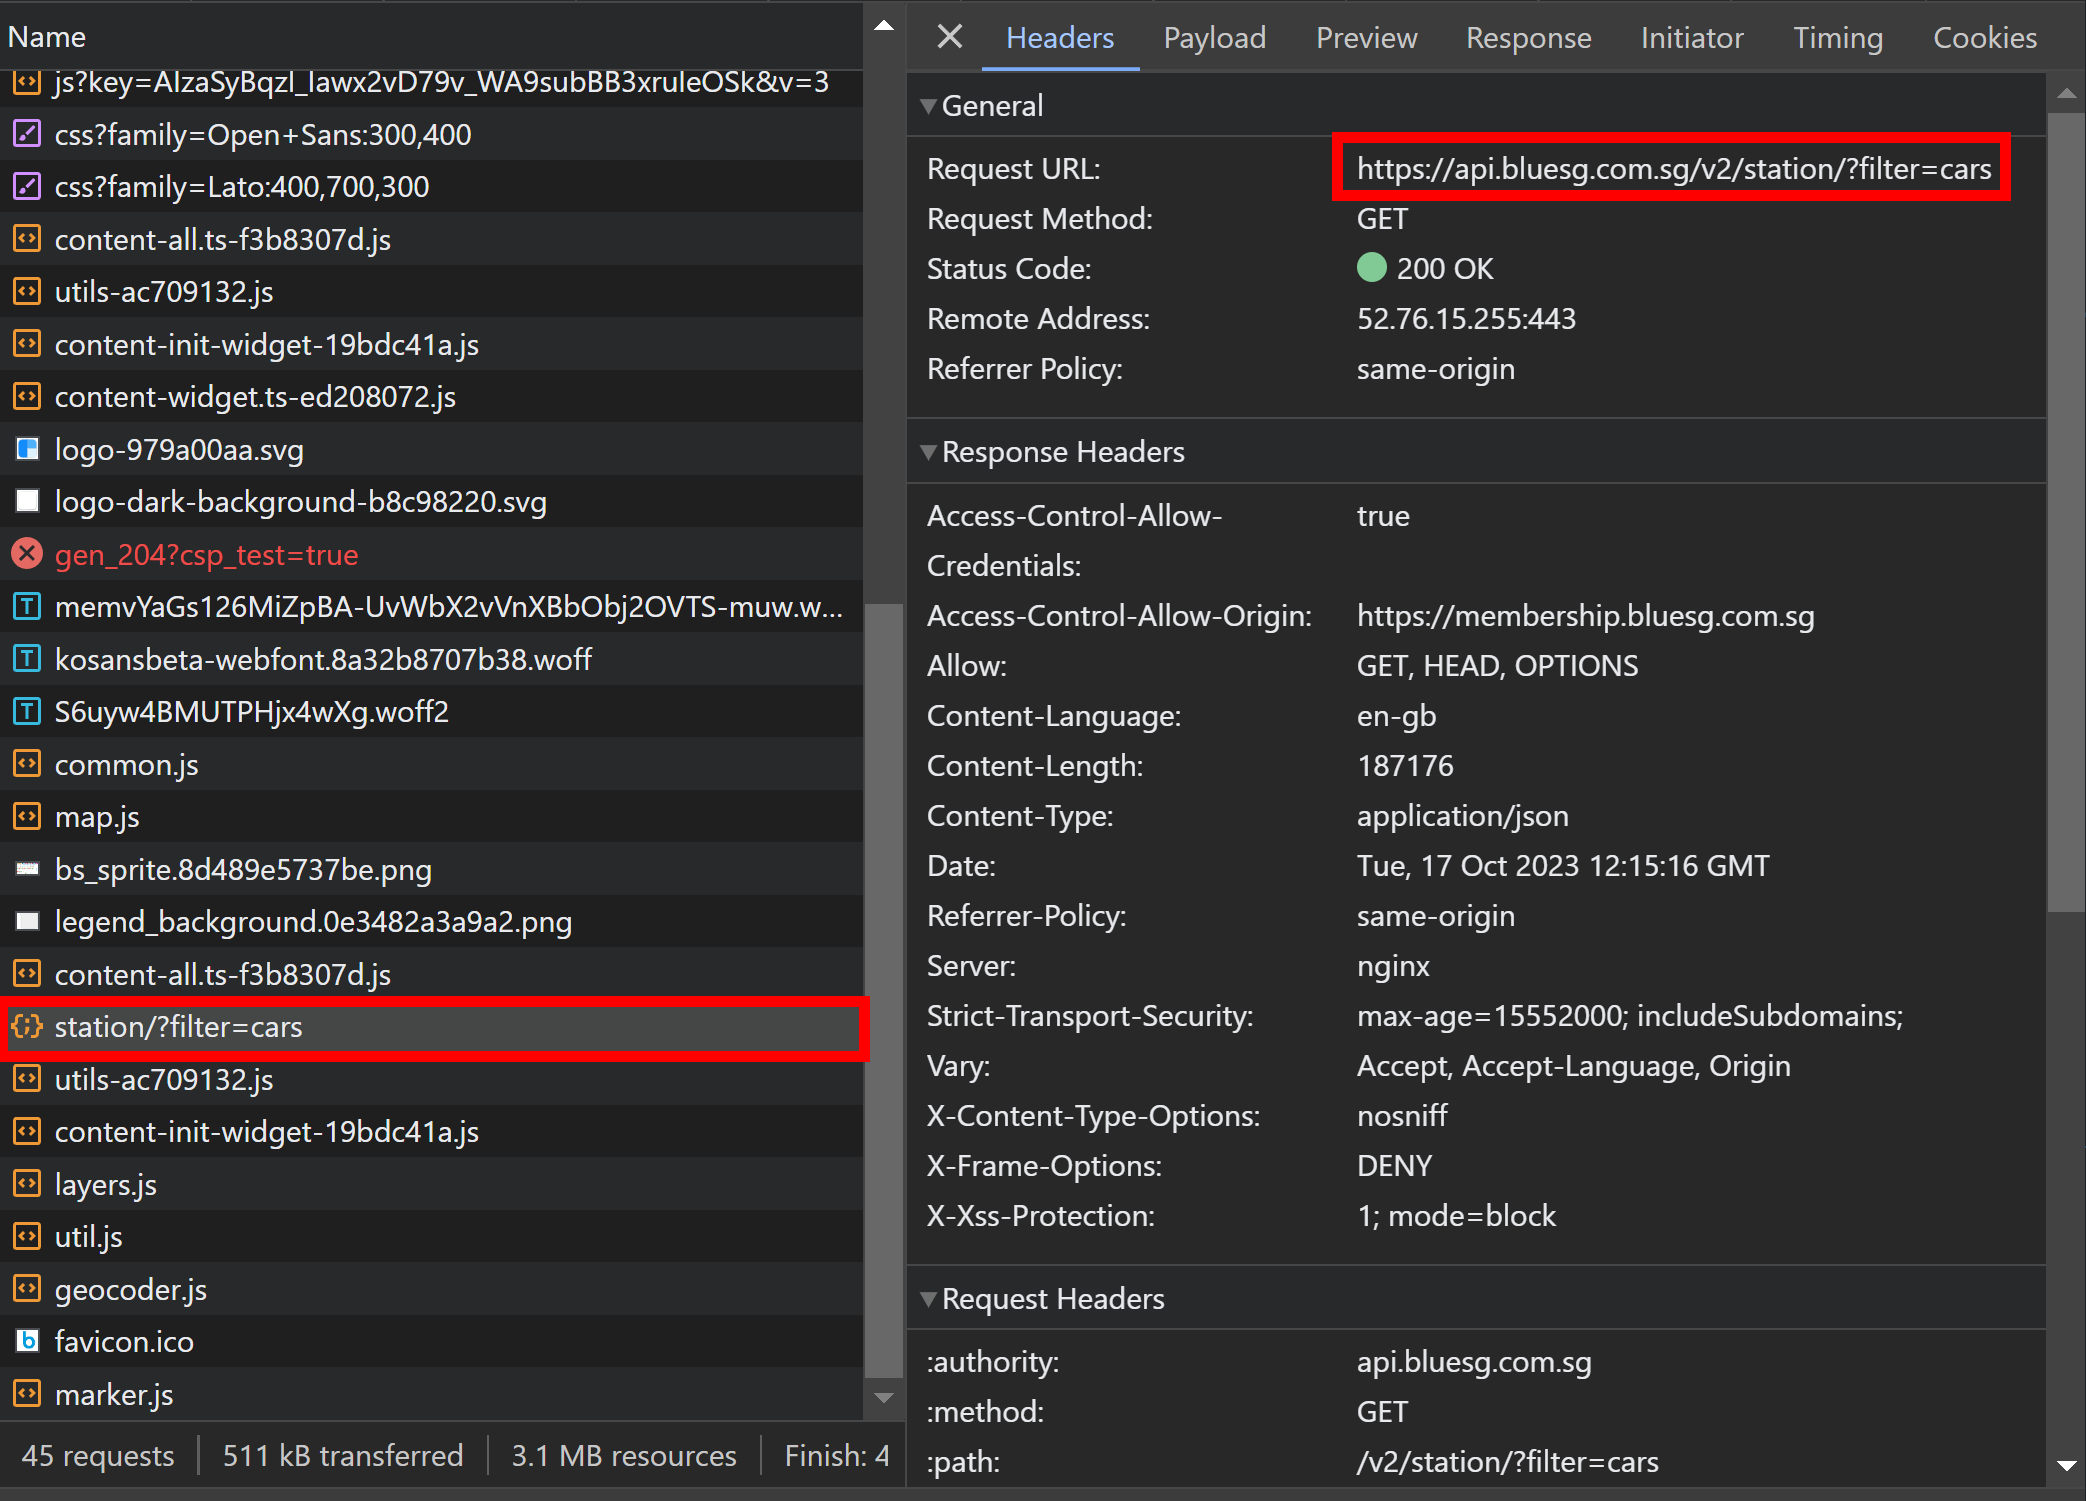 Name
js?key=AIzaSyBqzl_Iawx2vD79v_WA9subBB3xruleOSk&v=3
css?family=Open+Sans:300,400
css?family=Lato:400,700,300
content-all.ts-f3b8307d.js
utils-ac709132.js
content-init-widget-19bdc41a.js
content-widget.ts-ed208072.js
logo-979a00aa.svg
logo-dark-background-b8c98220.svg
gen_204?csp_test=true
memvYaGs126MiZpBA-UvWbX2vVnXBbObj2OVTS-muw.w...
kosansbeta-webfont.8a32b8707b38.woff
S6uyw4BMUTPHjx4wXg.woff2
common.js
map.js
bs_sprite.8d489e5737be.png
legend_background.0e3482a3a9a2.png
content-all.ts-f3b8307d.js
station/?filter=cars
utils-ac709132.js
content-init-widget-19bdc41a.js
layers.js
util.js
geocoder.js
favicon.ico
marker.js
45 requests 511 kB transferred 3.1 MB resources Finish: 4
Headers Payload Preview Response Initiator Timing Cookies
General
Request URL: https://api.bluesg.com.sg/v2/station/?filter=cars
Request Method: GET
Status Code: 200 OK
Remote Address: 52.76.15.255:443
Referrer Policy: same-origin
Response Headers
Access-Control-Allow- true
Credentials:
Access-Control-Allow-Origin: https://membership.bluesg.com.sg
Allow: GET, HEAD, OPTIONS
Content-Language: en-gb
Content-Length: 187176
Content-Type: application/json
Date: Tue, 17 Oct 2023 12:15:16 GMT
Referrer-Policy: same-origin
Server: nginx
Strict-Transport-Security: max-age=15552000; includeSubdomains;
Vary: Accept, Accept-Language, Origin
X-Content-Type-Options: nosniff
X-Frame-Options: DENY
X-Xss-Protection: 1; mode=block
Request Headers
:authority: api.bluesg.com.sg
:method: GET
:path: /v2/station/?filter=cars